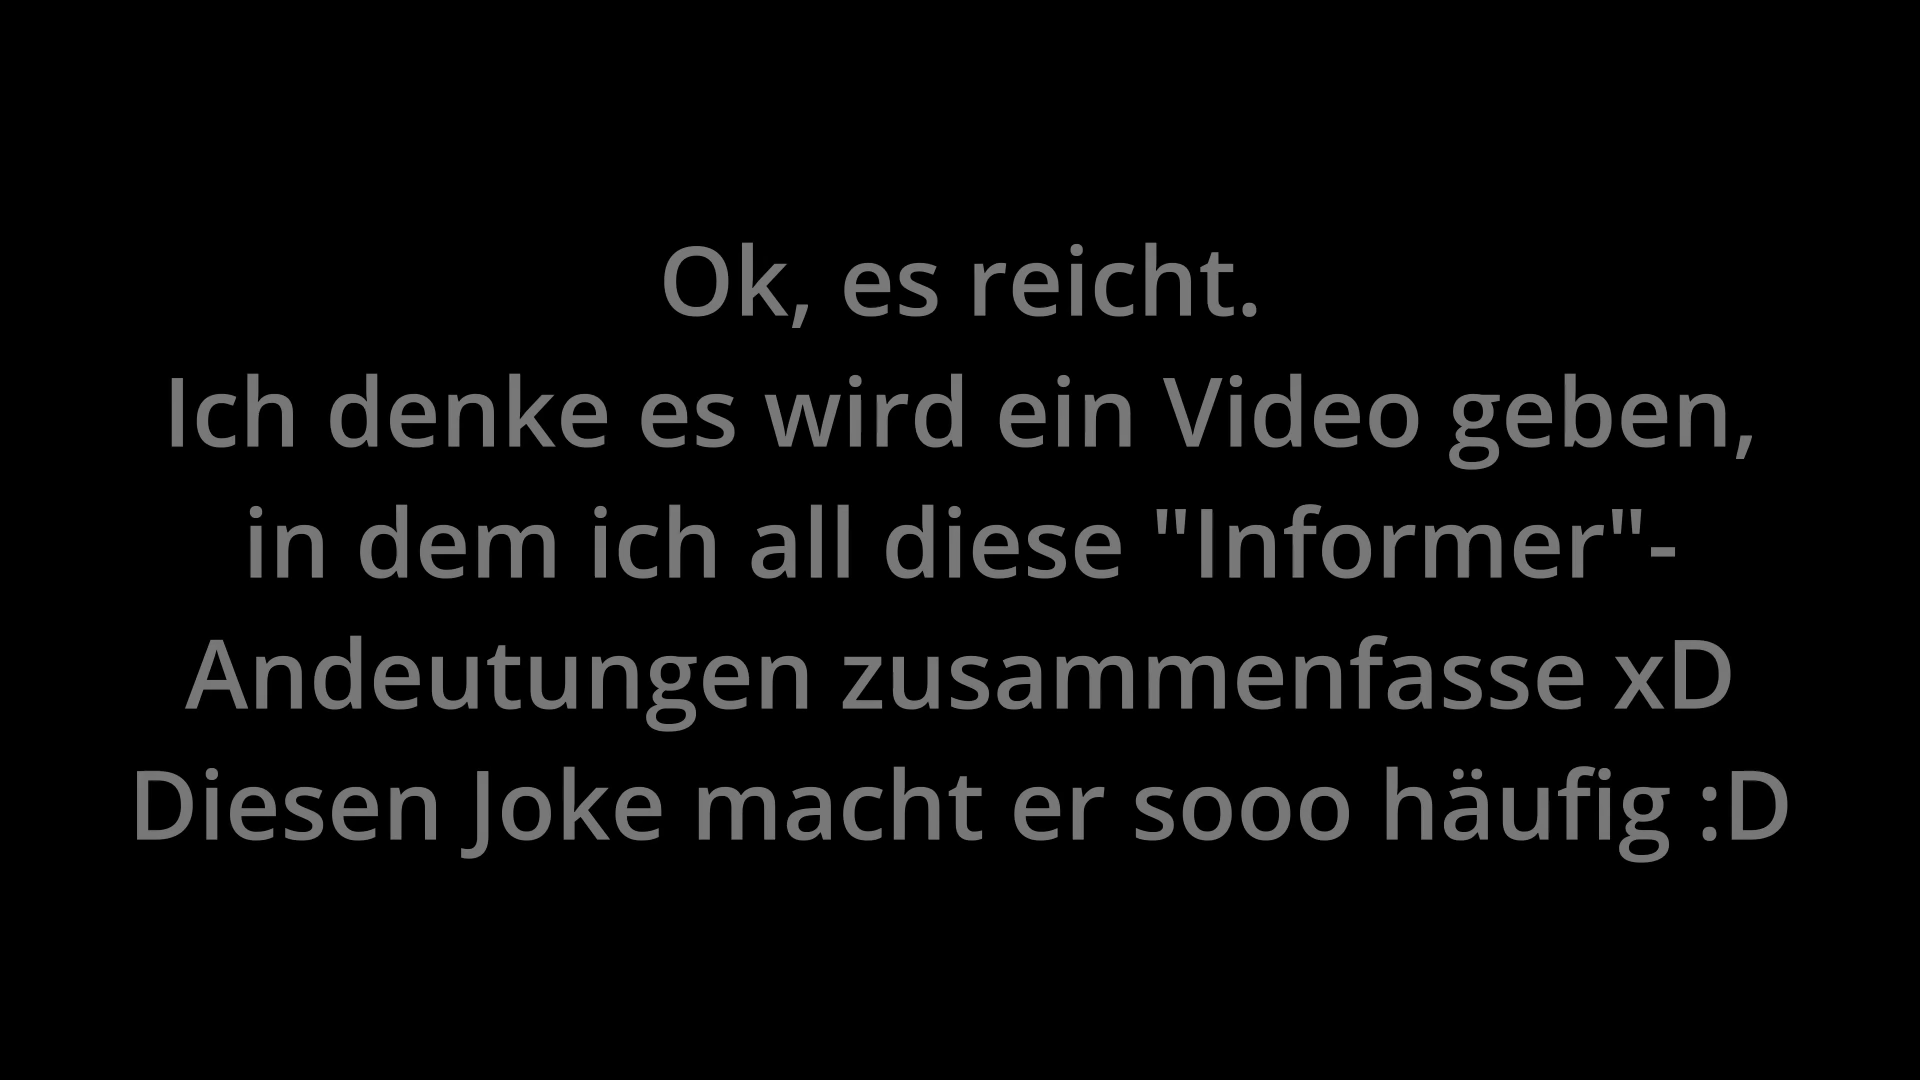 Ok, es reicht.
Ich denke es wird ein Video geben,
in dem ich all diese "Informer"-
Andeutungen zusammenfasse xD
Diesen Joke macht er sooo häufig :D